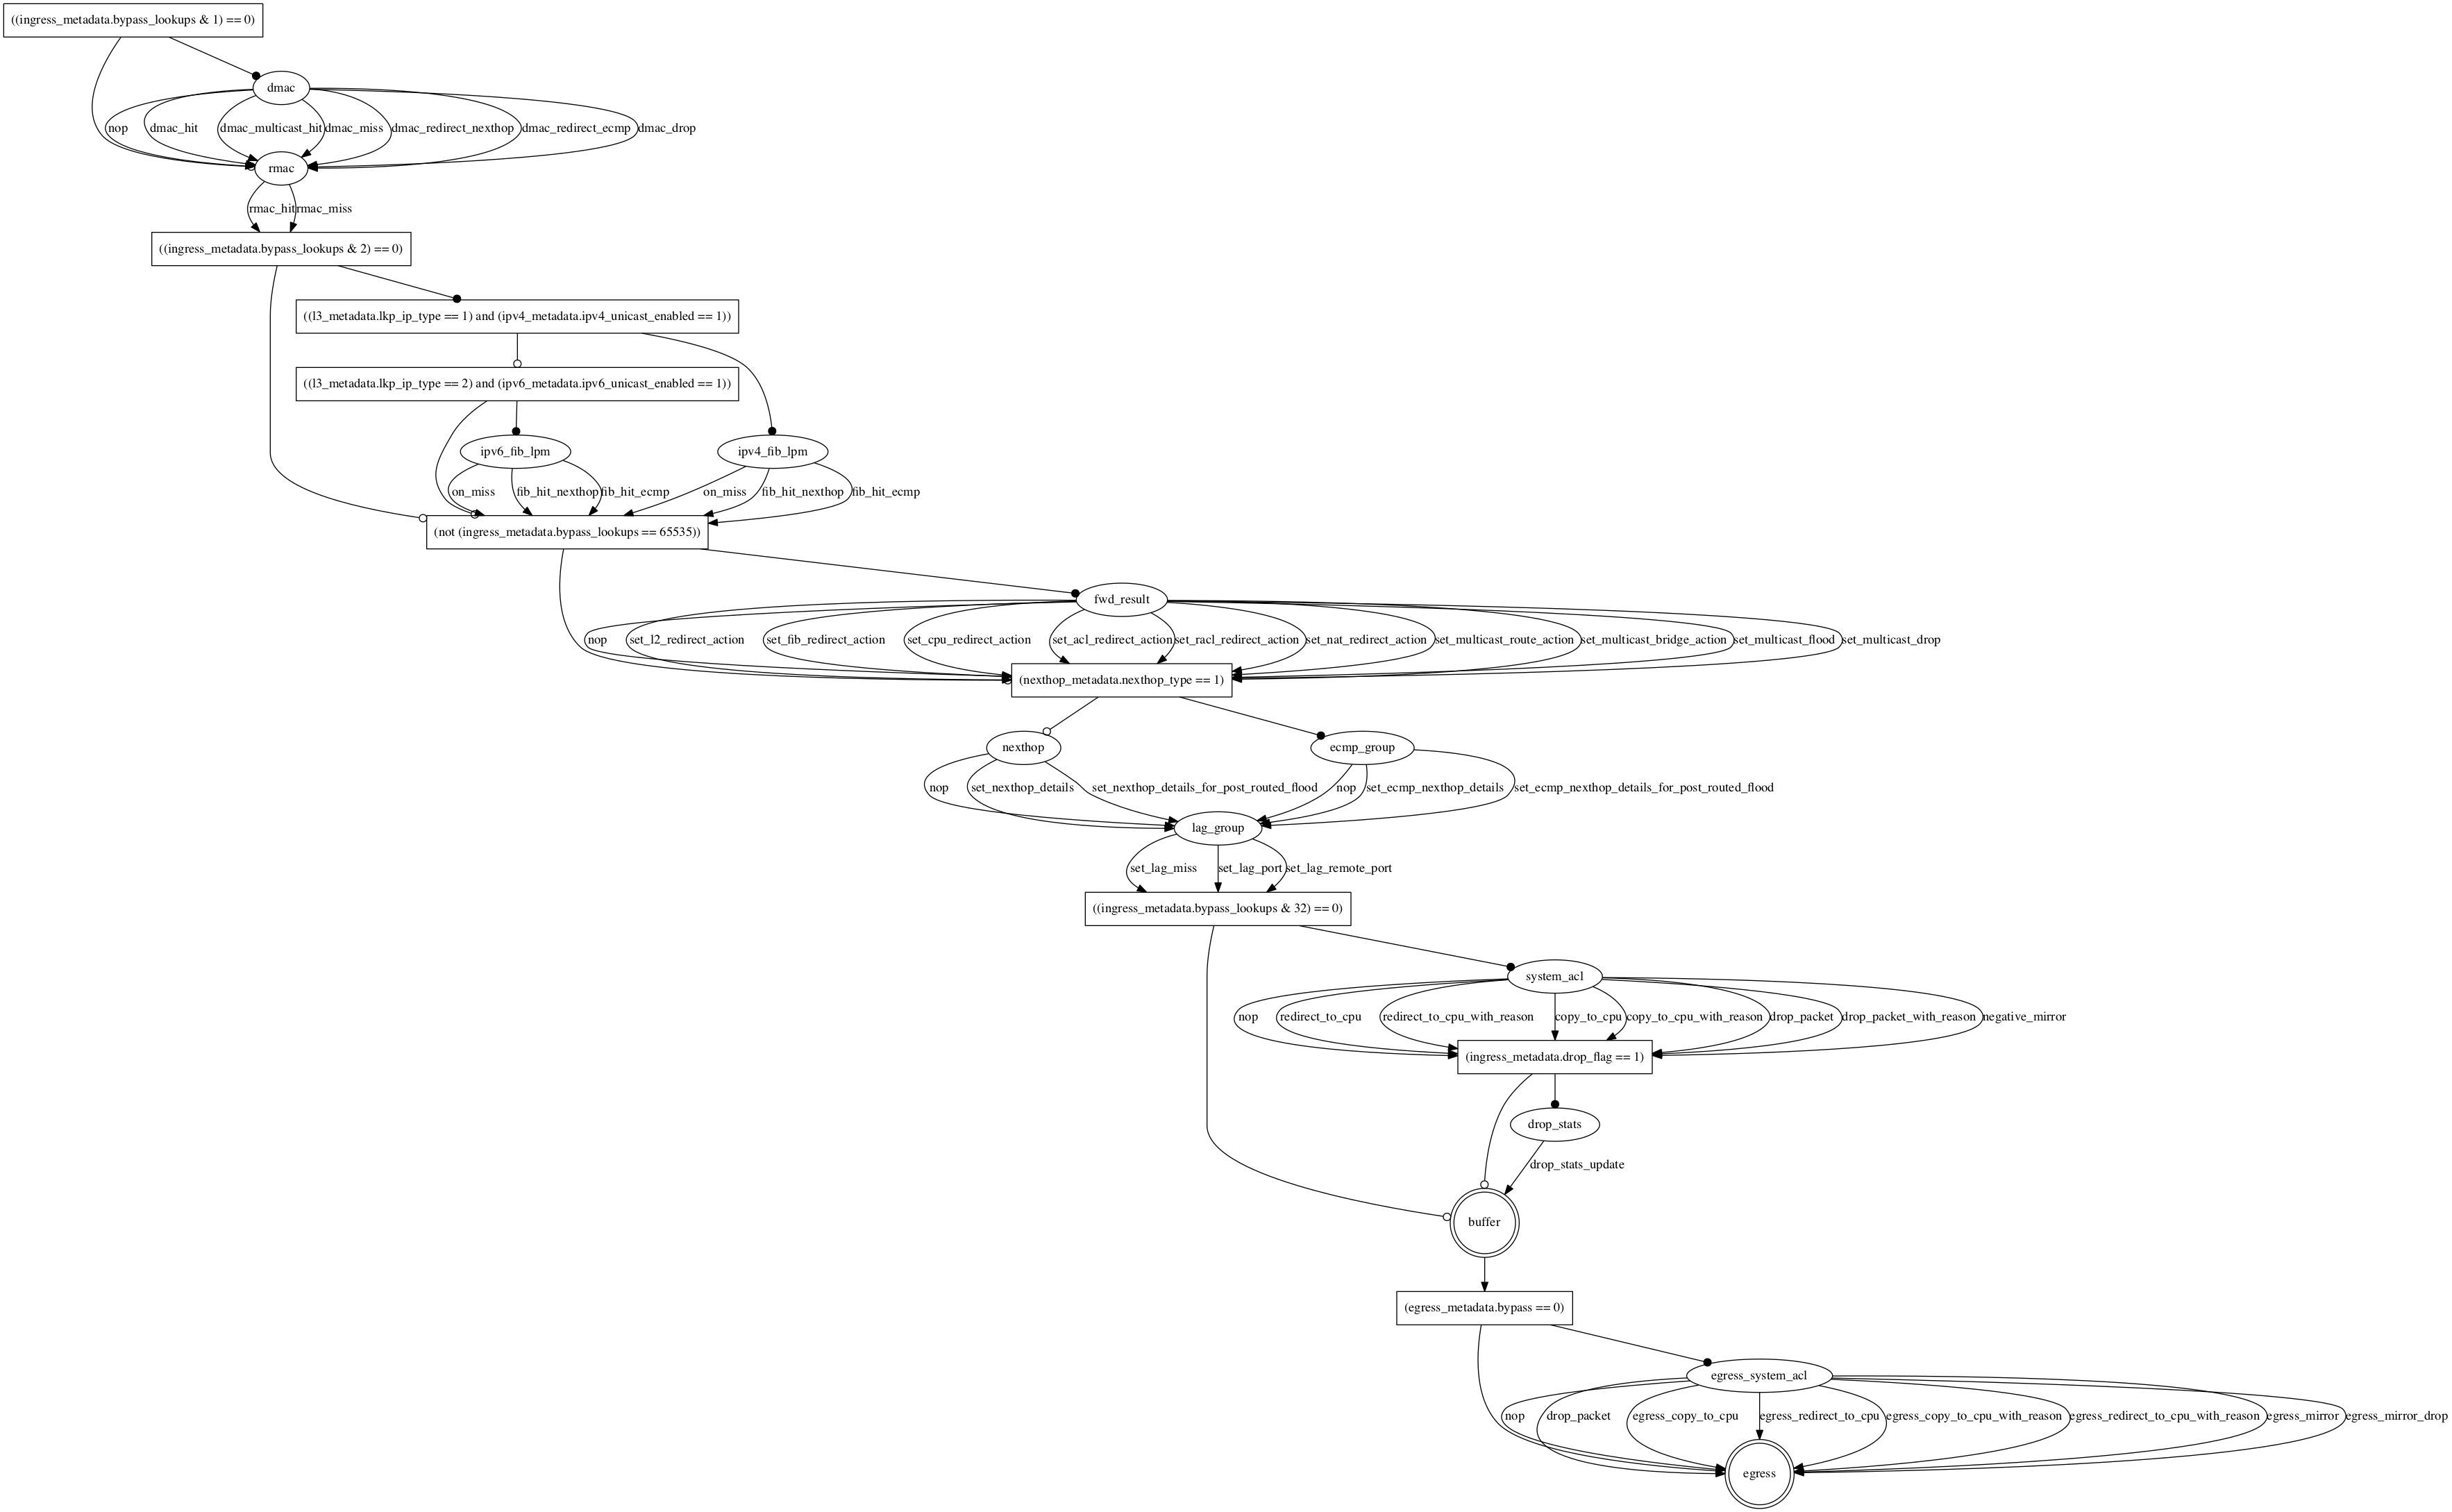 ((ingress_metadata.bypass_lookups & 1) == 0)
dmac
nop
dmac_hit
dmac_multicast_hit
dmac_miss
dmac_redirect_nexthop
dmac_redirect_ecmp
dmac_drop
rmac
rmac_hit
rmac_miss
((ingress_metadata.bypass_lookups & 2) == 0)
((l3_metadata.lkp_ip_type == 1) and (ipv4_metadata.ipv4_unicast_enabled == 1))
((l3_metadata.lkp_ip_type == 2) and (ipv6_metadata.ipv6_unicast_enabled == 1))
ipv6_fib_lpm
ipv4_fib_lpm
on_miss
fib_hit_nexthop
fib_hit_ecmp
on_miss
fib_hit_nexthop
fib_hit_ecmp
(not (ingress_metadata.bypass_lookups == 65535))
fwd_result
nop
set_l2_redirect_action
set_fib_redirect_action
set_cpu_redirect_action
set_acl_redirect_action
set_racl_redirect_action
set_nat_redirect_action
set_multicast_route_action
set_multicast_bridge_action
set_multicast_flood
set_multicast_drop
(nexthop_metadata.nexthop_type == 1)
nexthop
ecmp_group
nop
set_nexthop_details
set_nexthop_details_for_post_routed_flood
nop
set_ecmp_nexthop_details
set_ecmp_nexthop_details_for_post_routed_flood
lag_group
set_lag_miss
set_lag_port
set_lag_remote_port
((ingress_metadata.bypass_lookups & 32) == 0)
system_acl
nop
redirect_to_cpu
redirect_to_cpu_with_reason
copy_to_cpu
copy_to_cpu_with_reason
drop_packet
drop_packet_with_reason
negative_mirror
(ingress_metadata.drop_flag == 1)
drop_stats
drop_stats_update
buffer
(egress_metadata.bypass == 0)
egress_system_acl
nop
drop_packet
egress_copy_to_cpu
egress_redirect_to_cpu
egress_copy_to_cpu_with_reason
egress_redirect_to_cpu_with_reason
egress_mirror
egress_mirror_drop
egress